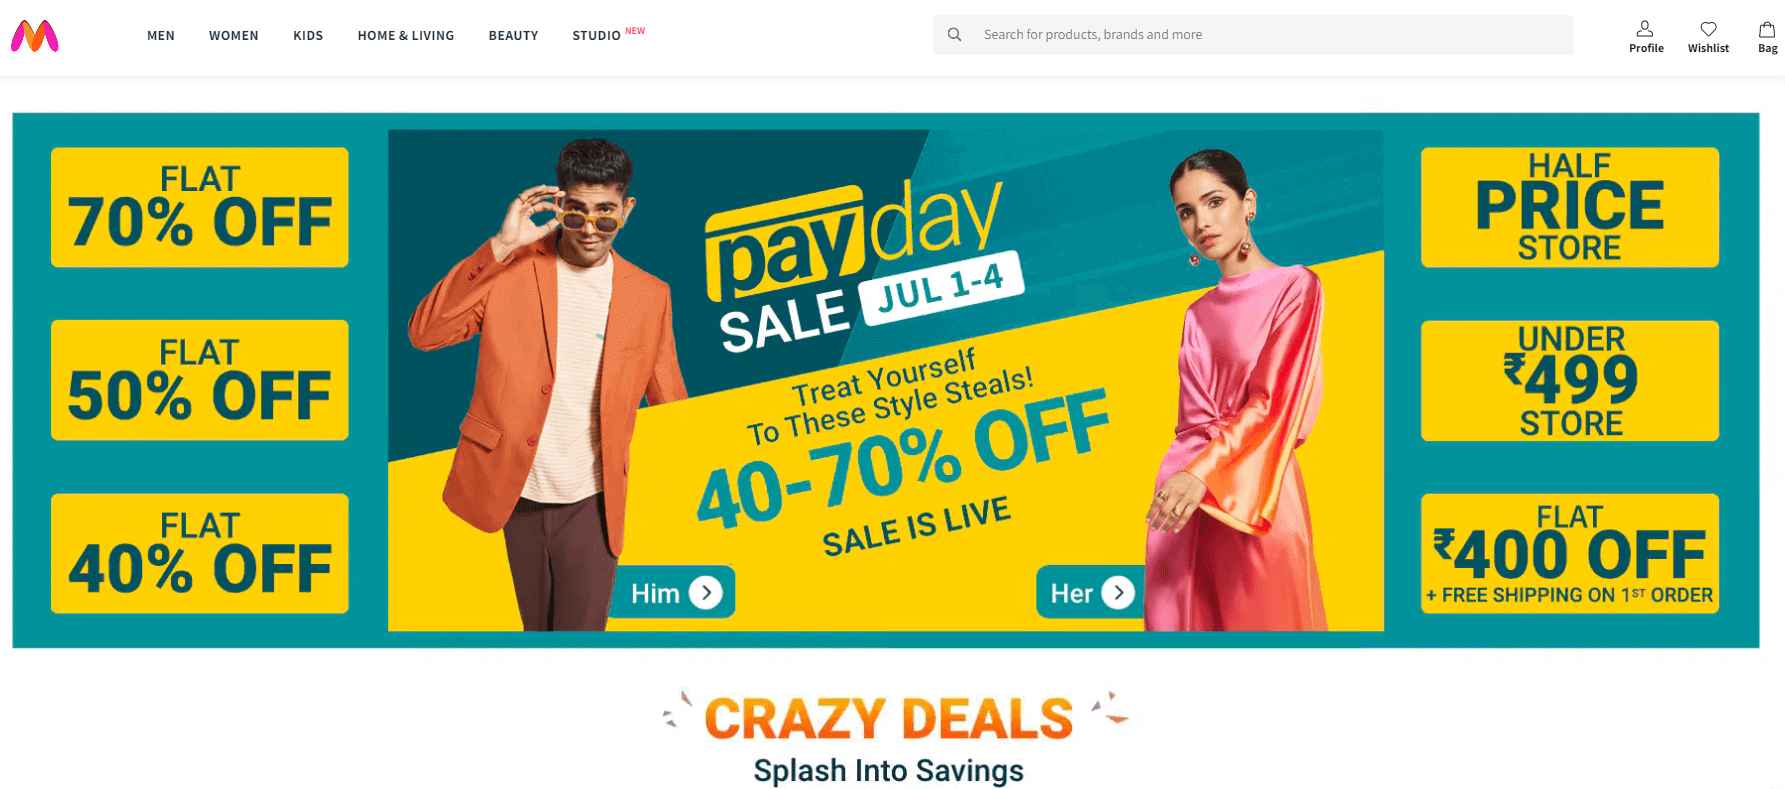 MEN WOMEN KIDS HOME & LIVING BEAUTY STUDIO NEW
Search for products, brands and more
Profile Wishlist Bag
FLAT
70% OFF
FLAT
50% OFF
FLAT
40% OFF
payday
SALE JUL 1-4
Treat Yourself
To These Style Steals!
40-70% OFF
SALE IS LIVE
Him
Her
HALF
PRICE
STORE
UNDER
₹499
STORE
FLAT
₹400 OFF
+ FREE SHIPPING ON 1ST ORDER
CRAZY DEALS
Splash Into Savings